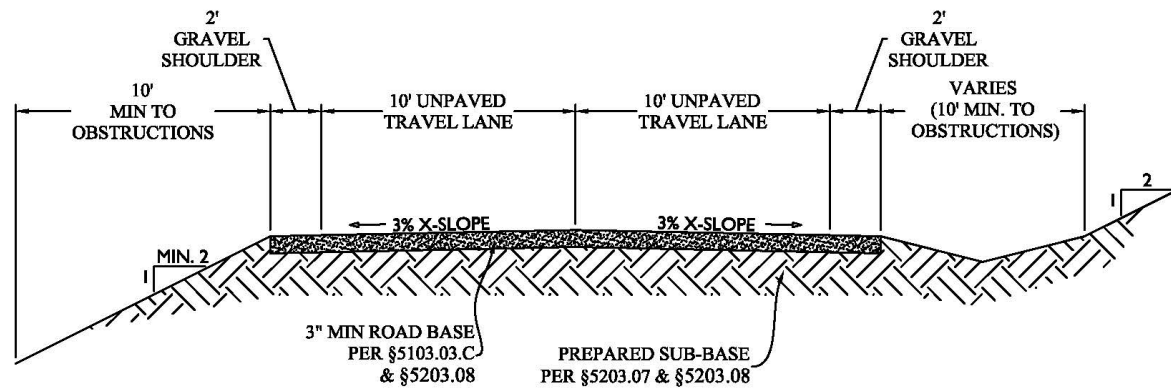 2'
GRAVEL
SHOULDER
2'
GRAVEL
SHOULDER
10'
MIN TO
OBSTRUCTIONS
10' UNPAVED
TRAVEL LANE
10' UNPAVED
TRAVEL LANE
VARIES
(10' MIN. TO
OBSTRUCTIONS)
2
1
3% X-SLOPE
3% X-SLOPE
MIN. 2
1
3" MIN ROAD BASE
PER §5103.03.C
& §5203.08
PREPARED SUB-BASE
PER §5203.07 & §5203.08